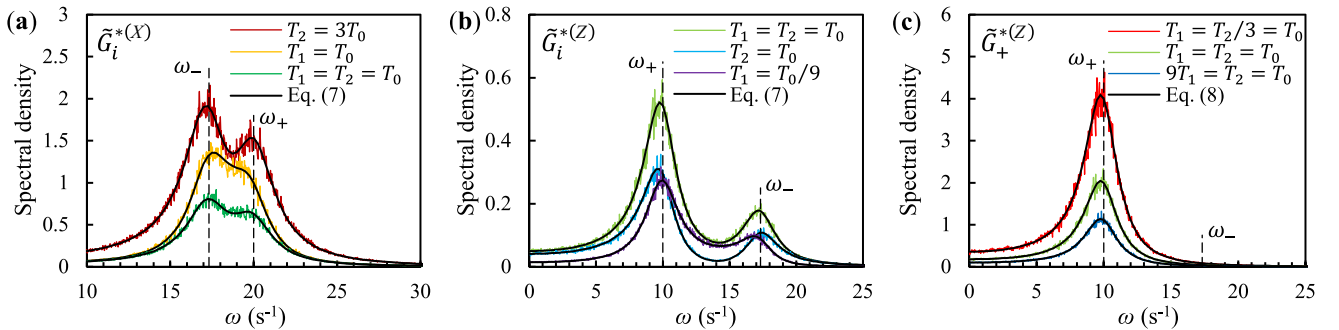 (a)
G̃ᵢ*⁽ˣ⁾
T₂ = 3T₀
T₁ = T₀
T₁ = T₂ = T₀
Eq. (7)
ω₋
ω₊
Spectral density
3
2.5
2
1.5
1
0.5
0
10 15 20 25 30
ω (s⁻¹)
(b)
G̃ᵢ*⁽ᶻ⁾
T₁ = T₂ = T₀
T₂ = T₀
T₁ = T₀/9
Eq. (7)
ω₊
ω₋
Spectral density
0.8
0.6
0.4
0.2
0
0 5 10 15 20 25
ω (s⁻¹)
(c)
G̃₊*⁽ᶻ⁾
T₁ = T₂/3 = T₀
T₁ = T₂ = T₀
9T₁ = T₂ = T₀
Eq. (8)
ω₊
ω₋
Spectral density
6
5
4
3
2
1
0
0 5 10 15 20 25
ω (s⁻¹)